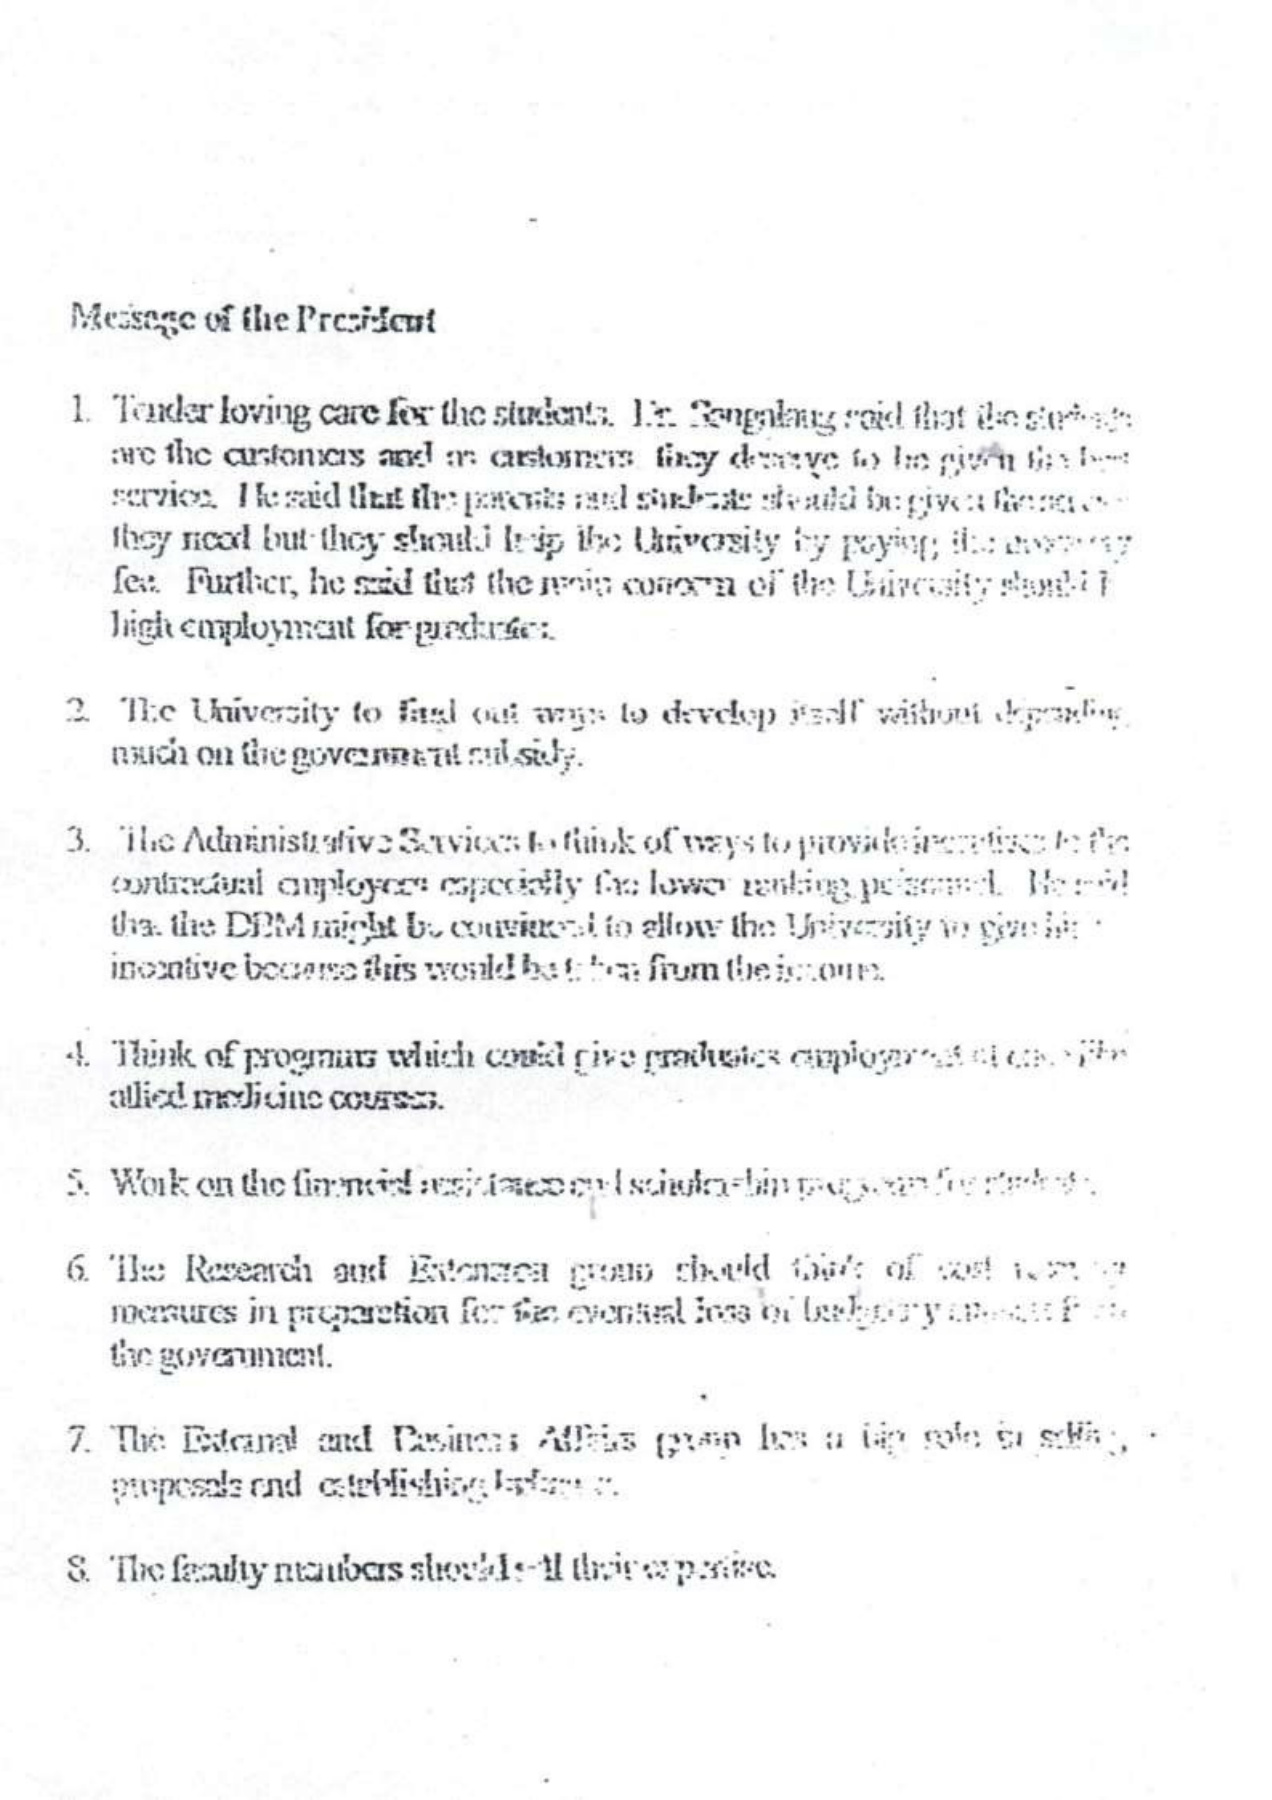 Message of the President
1. Tender loving care for the students. Dr. said that the students
are the customers and as customers they deserve to be given the best
service. He said that the parents and students should be given the
they need but they should help the University by paying the necessary
fee. Further, he said that the main concern of the University should
high employment for graduates.
2. The University to find out ways to develop itself without depending
much on the government subsidy.
3. The Administrative Services to think of ways to provide incentives to the
contractual employees especially the lower ranking personnel. He said
that the DBM might be convinced to allow the University to give
incentive because this would be taken from the income.
4. Think of programs which could give graduates employment
allied medicine courses.
5. Work on the financial assistance and scholarship program for students.
6. The Research and Extension group should think of cost
measures in preparation for the eventual loss of budgetary
the government.
7. The External and Business Affairs group has a big role in selling
proposals and establishing
8. The faculty members should sell their expertise.